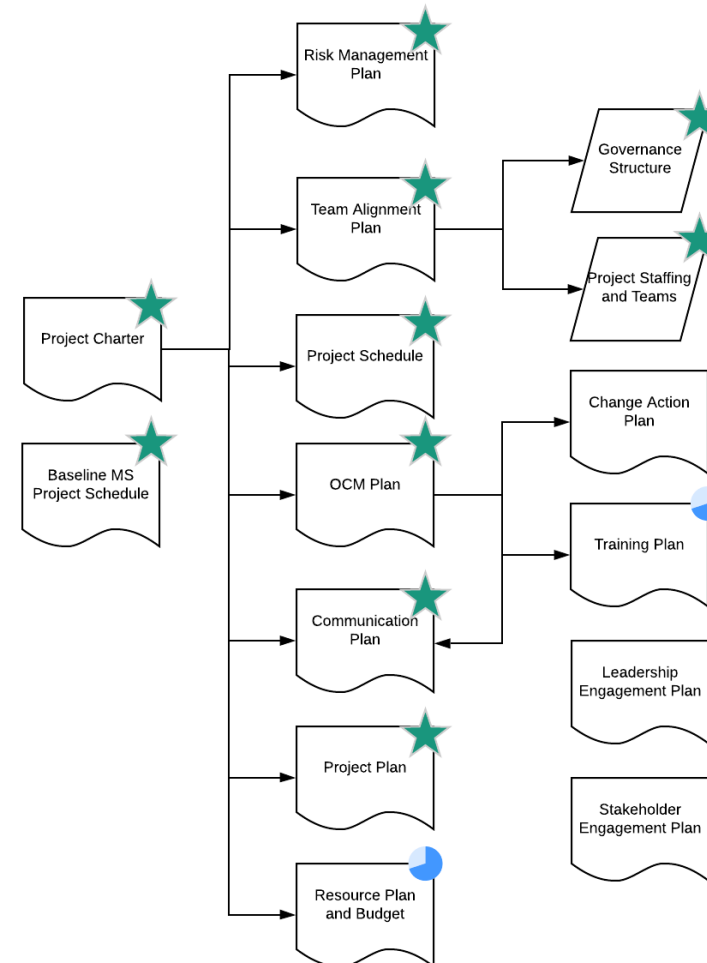 Risk Management
Plan
Governance
Structure
Team Alignment
Plan
Project Staffing
and Teams
Project Charter
Project Schedule
Change Action
Plan
Baseline MS
Project Schedule
OCM Plan
Training Plan
Communication
Plan
Leadership
Engagement Plan
Project Plan
Stakeholder
Engagement Plan
Resource Plan
and Budget